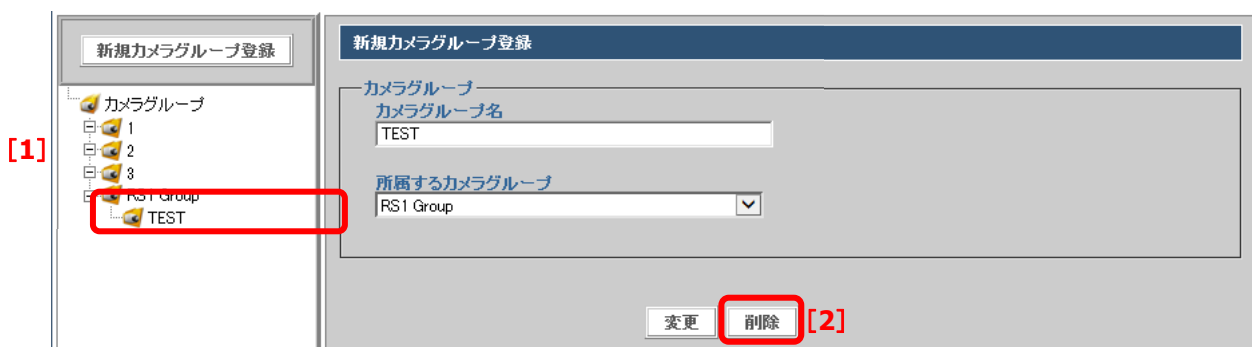 新規カメラグループ登録
カメラグループ
1
2
3
RS1 Group
TEST
[1]
新規カメラグループ登録
カメラグループ
カメラグループ名
TEST
所属するカメラグループ
RS1 Group
変更
削除
[2]